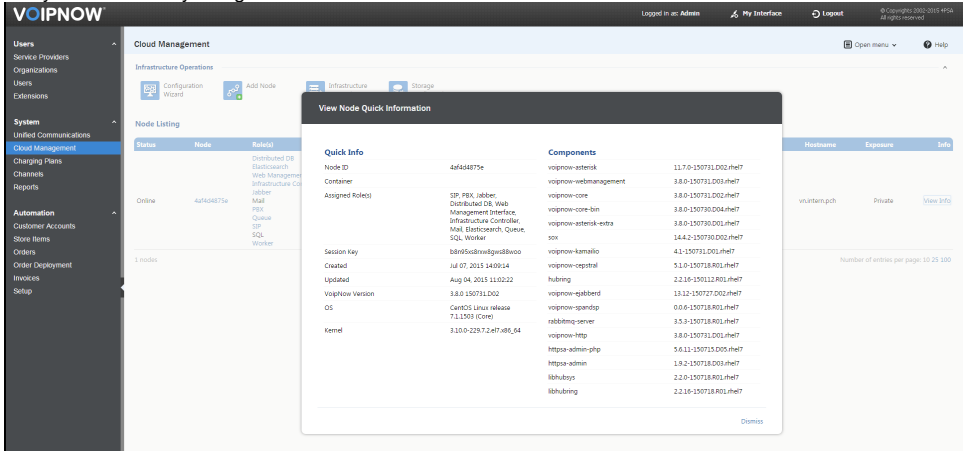 VOIPNOW
Logged in as: Admin
My Interface
Logout
© Copyrights 2002-2015 4PSA
All rights reserved
Users
Service Providers
Organizations
Users
Extensions
System
Unified Communications
Cloud Management
Charging Plans
Channels
Reports
Automation
Customer Accounts
Store Items
Orders
Order Deployment
Invoices
Setup
Cloud Management
Open menu
Help
Infrastructure Operations
Configuration
Wizard
Add Node
Infrastructure
Storage
Node Listing
Status Node Role(s) Hostname Exposure Info
Distributed DB
Elasticsearch
Web Managemen
Infrastructure Co
Jabber
Online 4af4d4875e Mail vruintern.pch Private View Info
PBX
Queue
SIP
SQL
Worker
1 nodes
Number of entries per page: 10 25 100
View Node Quick Information
Quick Info
Node ID 4af4d4875e
Container
Assigned Role(s) SIP, PBX, Jabber,
Distributed DB, Web
Management Interface,
Infrastructure Controller,
Mail, Elasticsearch, Queue,
SQL, Worker
Session Key b8n95xs8nxw8gws88woo
Created Jul 07, 2015 14:09:14
Updated Aug 04, 2015 11:02:22
VoipNow Version 3.8.0 150731.D02
OS CentOS Linux release
7.1.1503 (Core)
Kernel 3.10.0-229.7.2.el7.x86_64
Components
voipnow-asterisk 11.7.0-150731.D02.rhel7
voipnow-webmanagement 3.8.0-150731.D03.rhel7
voipnow-core 3.8.0-150731.D02.rhel7
voipnow-core-bin 3.8.0-150730.D04.rhel7
voipnow-asterisk-extra 3.8.0-150730.D01.rhel7
sox 14.4.2-150730.D02.rhel7
voipnow-kamailio 4.1-150731.D01.rhel7
voipnow-cepstral 5.1.0-150718.R01.rhel7
hubring 2.2.16-150112.R01.rhel7
voipnow-ejabberd 13.12-150727.D02.rhel7
voipnow-spandsp 0.0.6-150718.R01.rhel7
rabbitmq-server 3.5.3-150718.R01.rhel7
voipnow-http 3.8.0-150731.D01.rhel7
httpsa-admin-php 5.6.11-150715.D05.rhel7
httpsa-admin 1.9.2-150718.D03.rhel7
libhubsys 2.2.0-150718.R01.rhel7
libhubring 2.2.16-150718.R01.rhel7
Dismiss